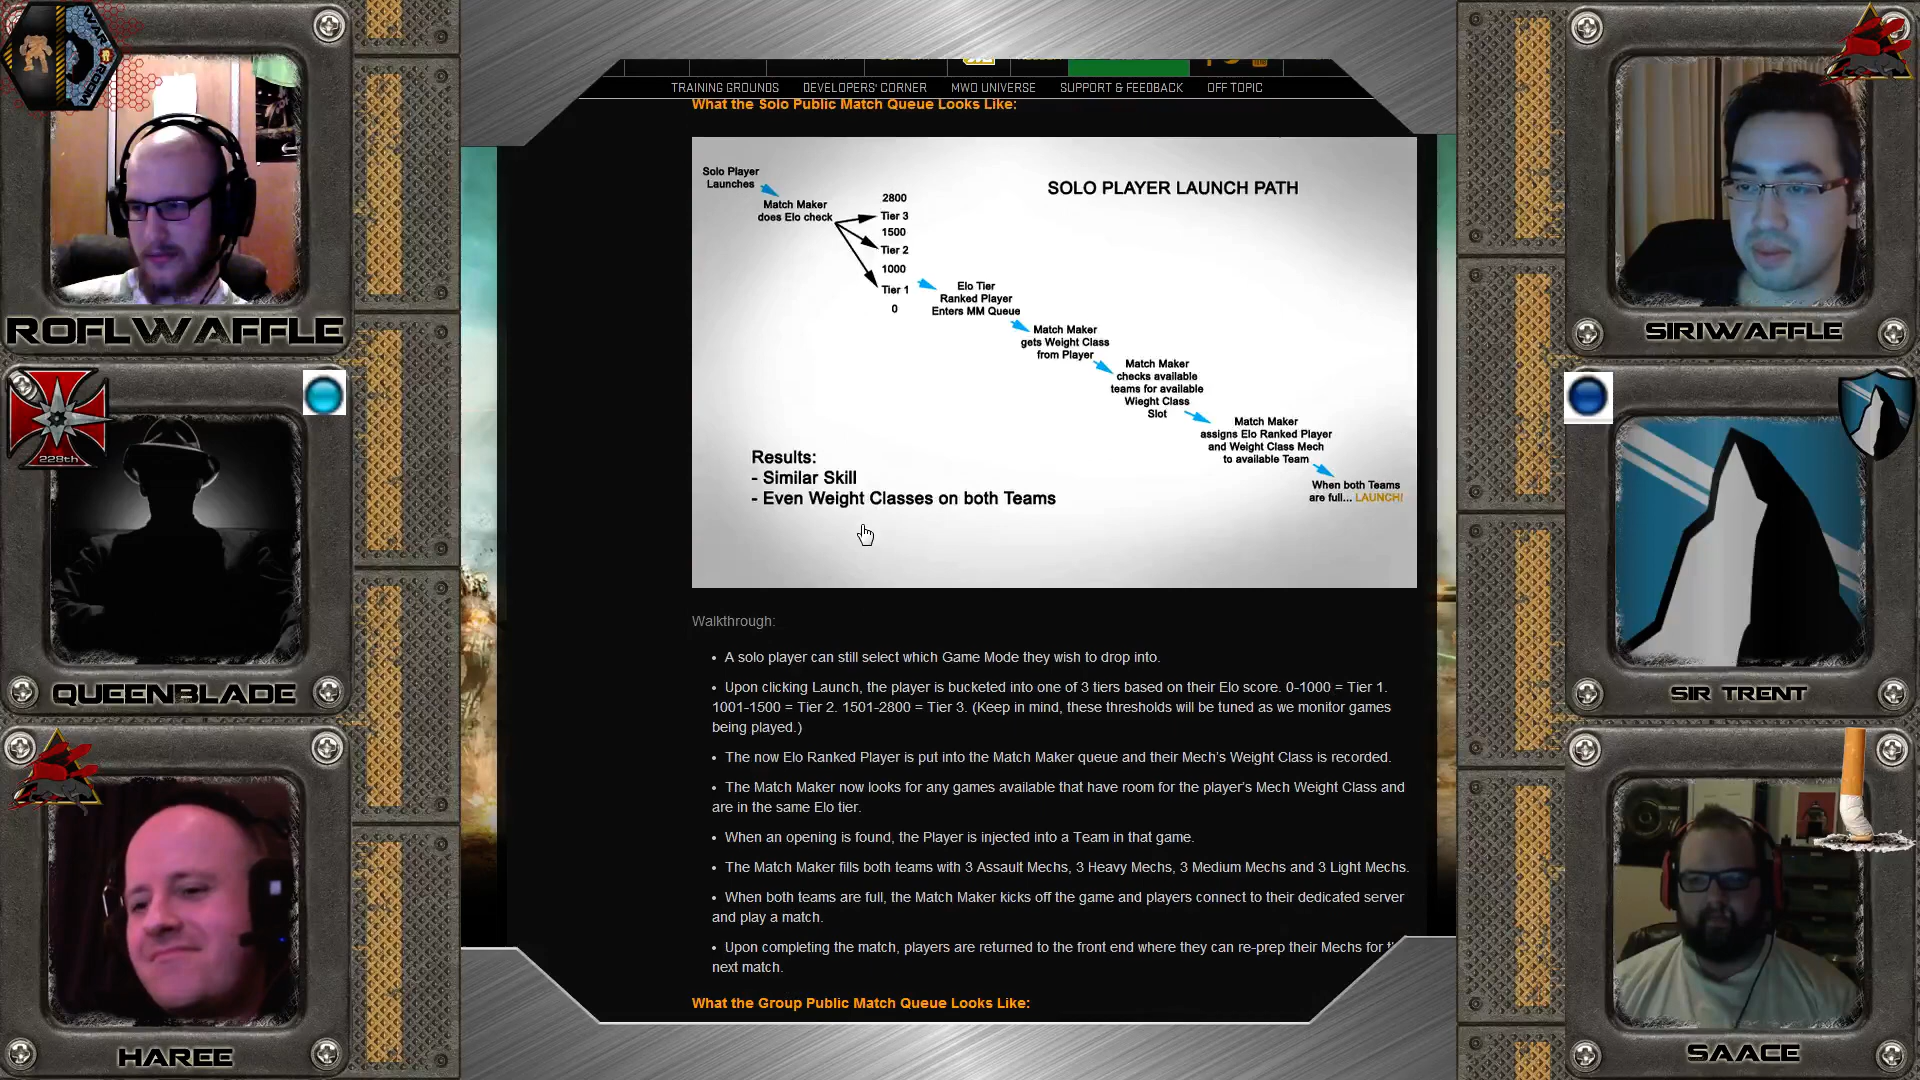 TRAINING GROUNDS DEVELOPERS' CORNER MWO UNIVERSE SUPPORT & FEEDBACK OFF TOPIC
What the Solo Public Match Queue Looks Like:
SOLO PLAYER LAUNCH PATH
Solo Player
Launches
Match Maker
does Elo check
2800
Tier 3
1500
Tier 2
1000
Tier 1
0
Elo Tier
Ranked Player
Enters MM Queue
Match Maker
gets Weight Class
from Player
Match Maker
checks available
teams for available
Wieght Class
Slot
Match Maker
assigns Elo Ranked Player
and Weight Class Mech
to available Team
When both Teams
are full... LAUNCH!
Results:
- Similar Skill
- Even Weight Classes on both Teams
Walkthrough:
• A solo player can still select which Game Mode they wish to drop into.
• Upon clicking Launch, the player is bucketed into one of 3 tiers based on their Elo score. 0-1000 = Tier 1.
1001-1500 = Tier 2. 1501-2800 = Tier 3. (Keep in mind, these thresholds will be tuned as we monitor games
being played.)
• The now Elo Ranked Player is put into the Match Maker queue and their Mech's Weight Class is recorded.
• The Match Maker now looks for any games available that have room for the player's Mech Weight Class and
are in the same Elo tier.
• When an opening is found, the Player is injected into a Team in that game.
• The Match Maker fills both teams with 3 Assault Mechs, 3 Heavy Mechs, 3 Medium Mechs and 3 Light Mechs.
• When both teams are full, the Match Maker kicks off the game and players connect to their dedicated server
and play a match.
• Upon completing the match, players are returned to the front end where they can re-prep their Mechs for
next match.
What the Group Public Match Queue Looks Like:
WAR ROOM
ROFLWAFFLE
228th
QUEENBLADE
HAREE
SIRIWAFFLE
SIR TRENT
SAACE